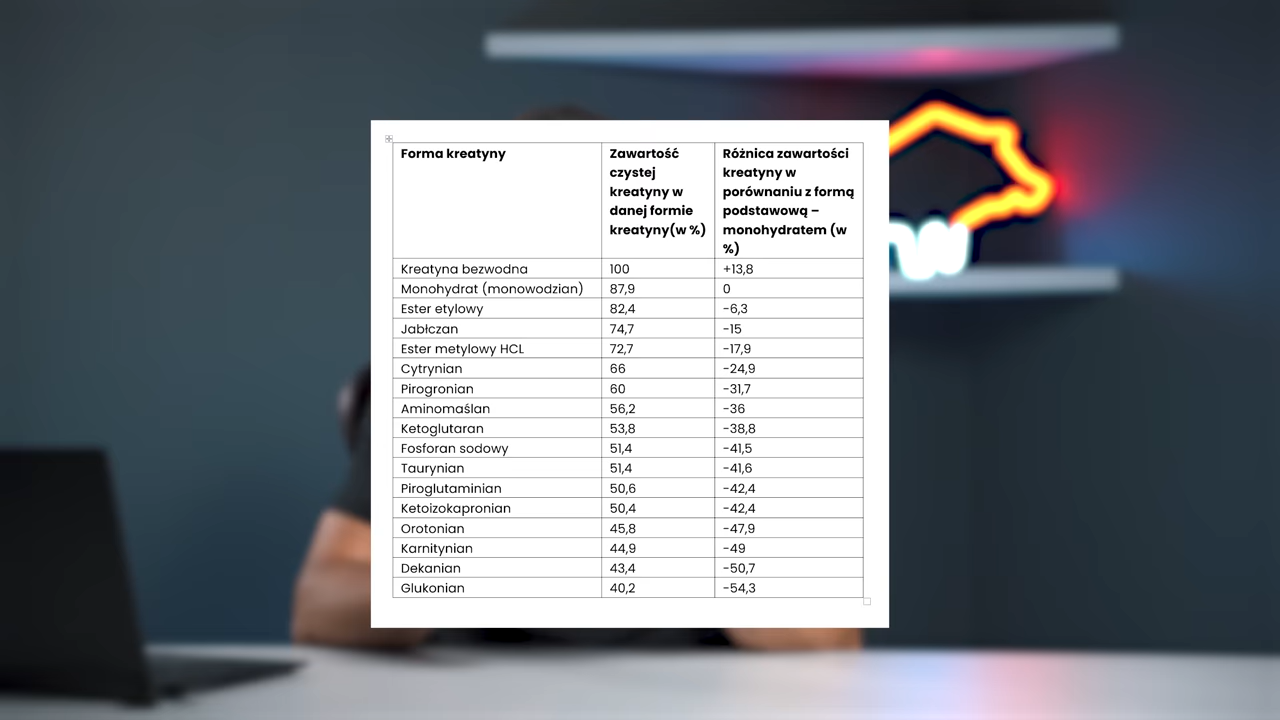 Forma kreatyny
Zawartość
czystej
kreatyny w
danej formie
kreatyny(w %)
Różnica zawartości
kreatyny w
porównaniu z formą
podstawową –
monohydratem (w
%)
Kreatyna bezwodna 100 +13,8
Monohydrat (monowodzian) 87,9 0
Ester etylowy 82,4 -6,3
Jabłczan 74,7 -15
Ester metylowy HCL 72,7 -17,9
Cytrynian 66 -24,9
Pirogronian 60 -31,7
Aminomaślan 56,2 -36
Ketoglutaran 53,8 -38,8
Fosforan sodowy 51,4 -41,5
Taurynian 51,4 -41,6
Piroglutaminian 50,6 -42,4
Ketoizokapronian 50,4 -42,4
Orotonian 45,8 -47,9
Karnitynian 44,9 -49
Dekanian 43,4 -50,7
Glukonian 40,2 -54,3